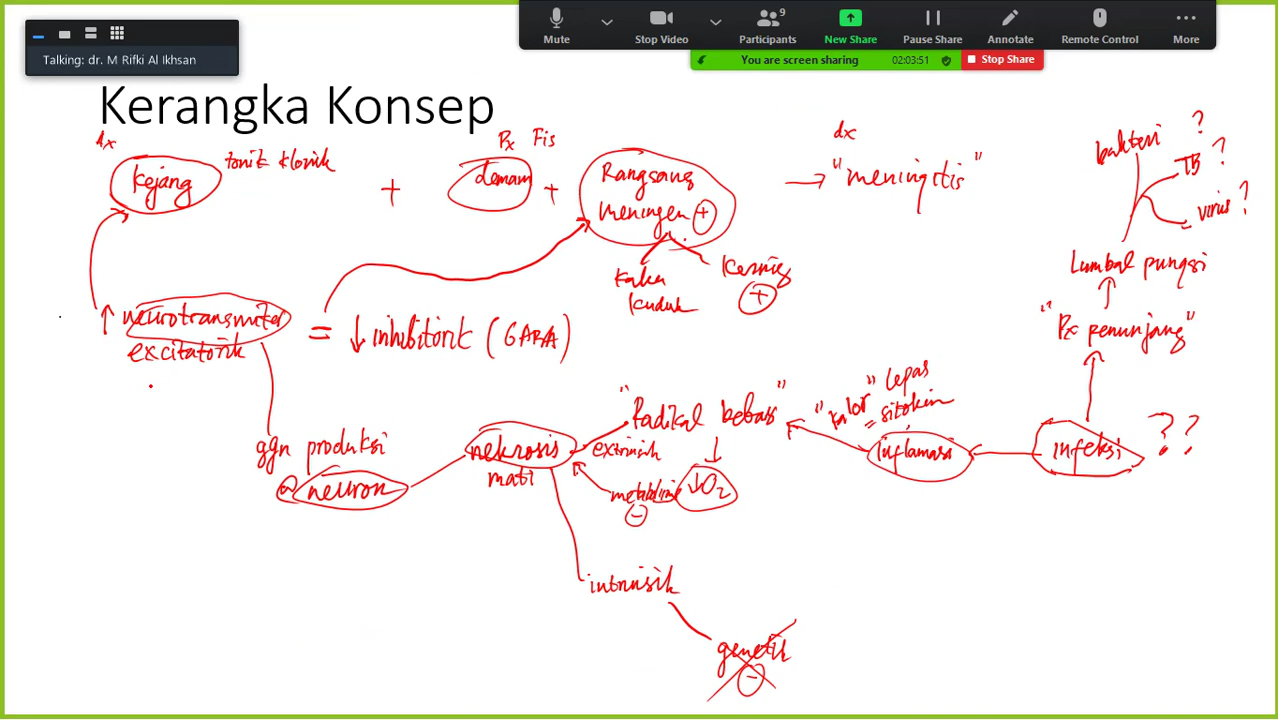 Mute
Stop Video
9
Participants
New Share
Pause Share
Annotate
Remote Control
More
Talking: dr. M Rifki Al Ikhsan
You are screen sharing
02:03:51
Stop Share
Kerangka Konsep
kejang
tonik klonik
+
Px Fis
demam
+
Rangsang
meningen +
kaku
kuduk
Kernig
+
dx
→ "meningitis"
bakteri ?
TB ?
virus ?
Lumbal pungsi
"Px penunjang"
↑ neurotransmiter
excitatorik
= ↓ inhibitorik (GABA)
ggn produksi
@ neuron
nekrosis
mati
"Radikal bebas"
extrinsik
metabolisme
-
↓O2
"kalor" lepas
= sitokin
inflamasi
infeksi ??
intrinsik
genetik
-